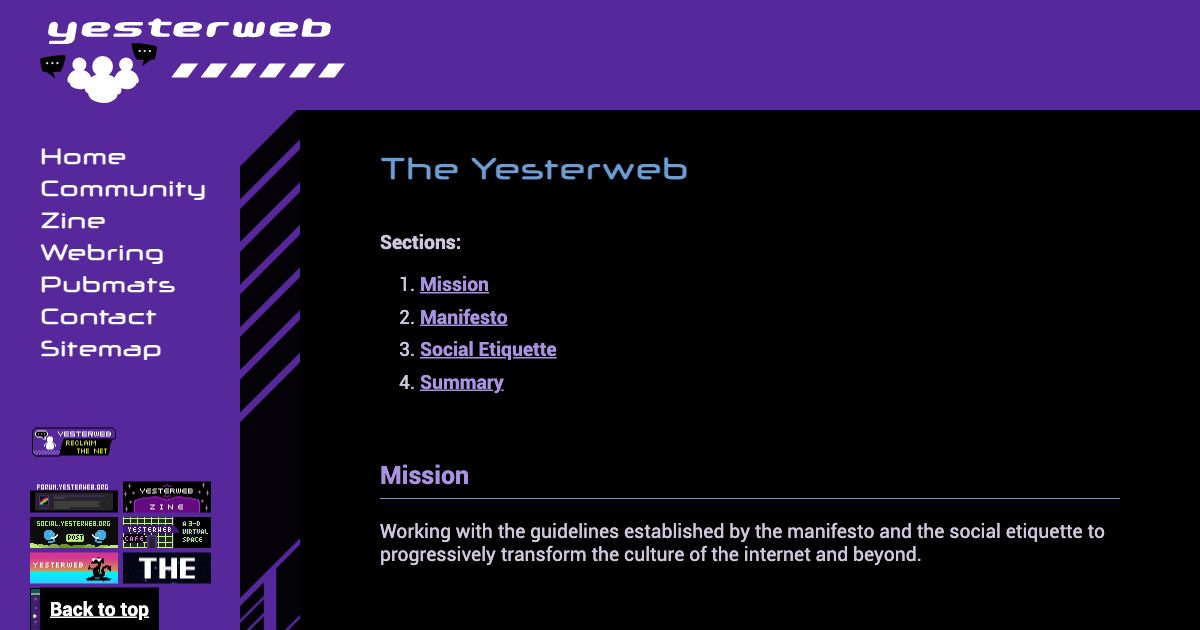 yesterweb
Home
Community
Zine
Webring
Pubmats
Contact
Sitemap
YESTERWEB
RECLAIM
THE NET
FORUM.YESTERWEB.ORG
YESTERWEB
ZINE
SOCIAL.YESTERWEB.ORG
POST
YESTERWEB
CAFE
A 3-D
VIRTUAL
SPACE
YESTERWEB
THE
Back to top
The Yesterweb
Sections:
1. Mission
2. Manifesto
3. Social Etiquette
4. Summary
Mission
Working with the guidelines established by the manifesto and the social etiquette to
progressively transform the culture of the internet and beyond.